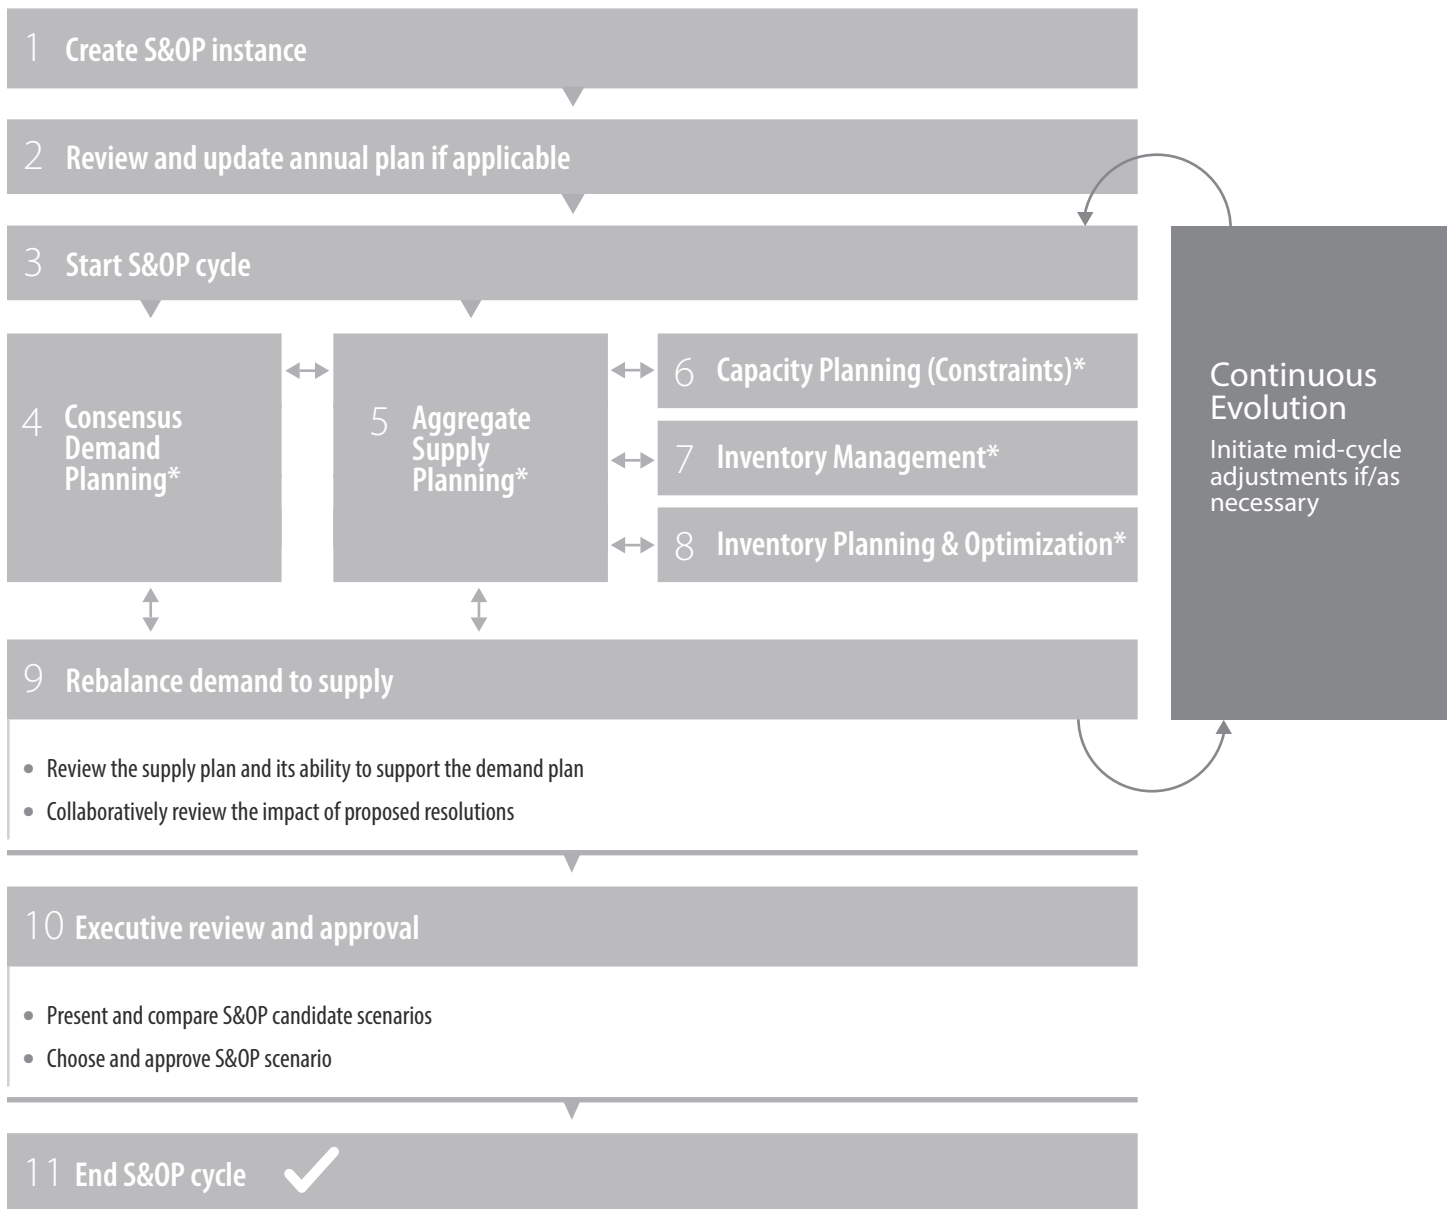 1 Create S&OP instance
2 Review and update annual plan if applicable
3 Start S&OP cycle
4 Consensus
Demand
Planning*
5 Aggregate
Supply
Planning*
6 Capacity Planning (Constraints)*
7 Inventory Management*
8 Inventory Planning & Optimization*
Continuous
Evolution
Initiate mid-cycle
adjustments if/as
necessary
9 Rebalance demand to supply
• Review the supply plan and its ability to support the demand plan
• Collaboratively review the impact of proposed resolutions
10 Executive review and approval
• Present and compare S&OP candidate scenarios
• Choose and approve S&OP scenario
11 End S&OP cycle